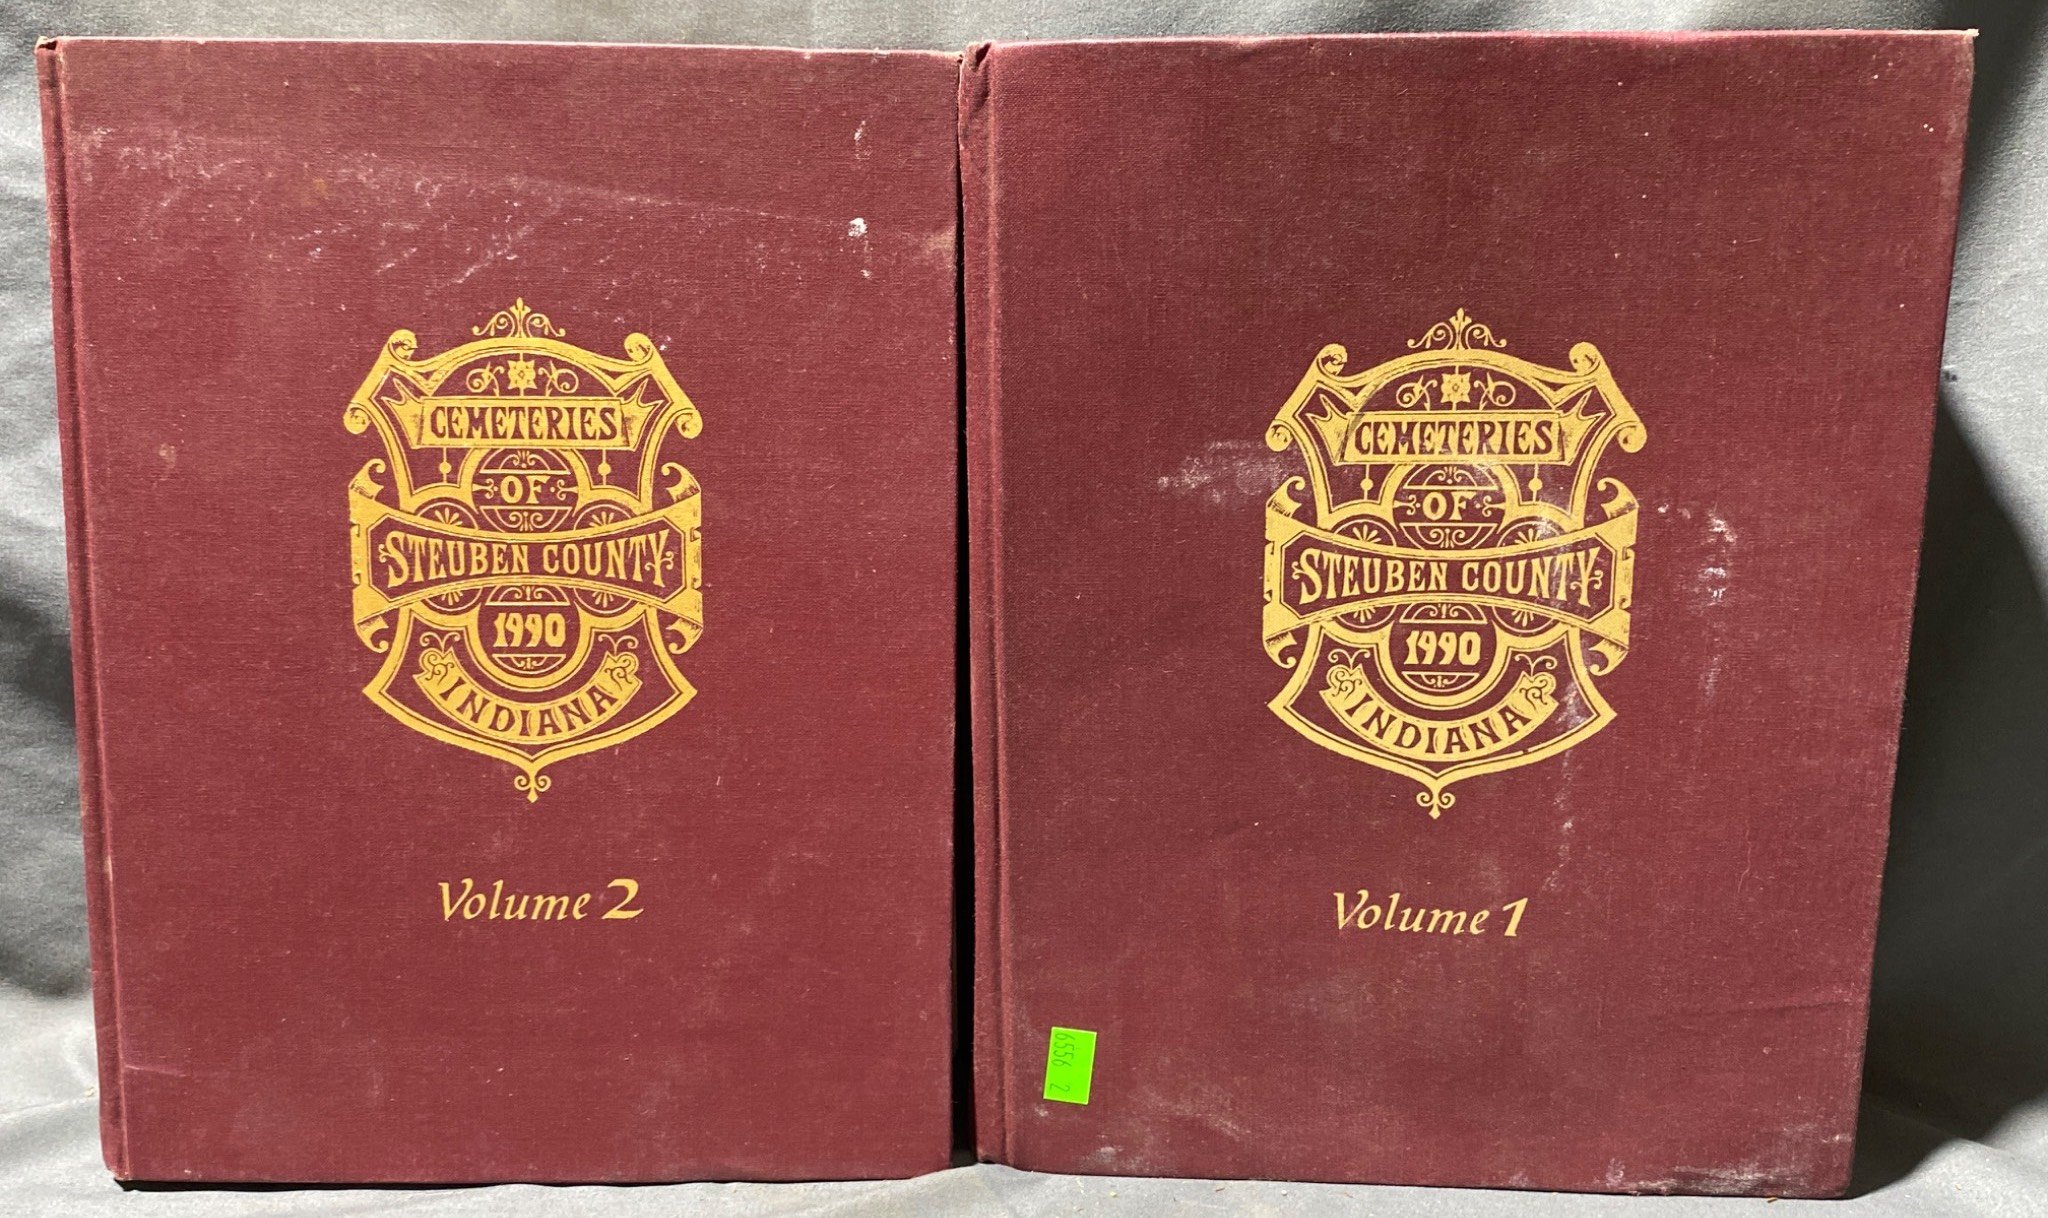 CEMETERIES
OF
STEUBEN COUNTY
1990
INDIANA
Volume 2
CEMETERIES
OF
STEUBEN COUNTY
1990
INDIANA
Volume 1
6556 2